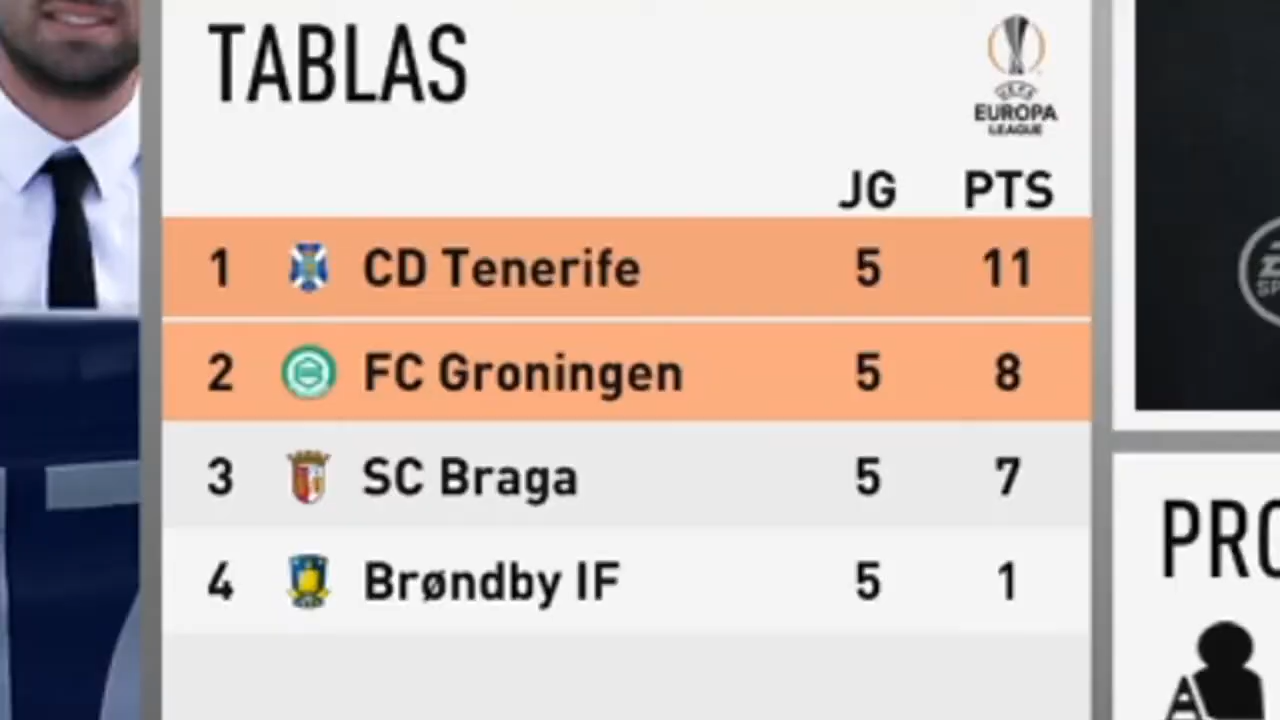 TABLAS
UEFA
EUROPA
LEAGUE
JG PTS
1 CD Tenerife 5 11
2 FC Groningen 5 8
3 SC Braga 5 7
4 Brøndby IF 5 1